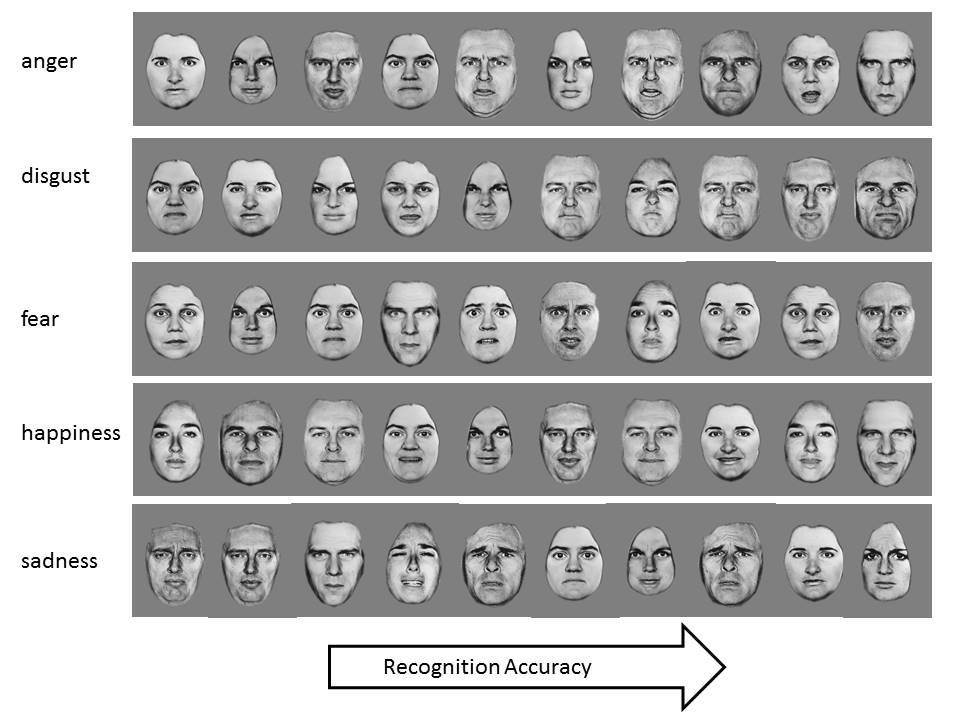 anger
disgust
fear
happiness
sadness
Recognition Accuracy